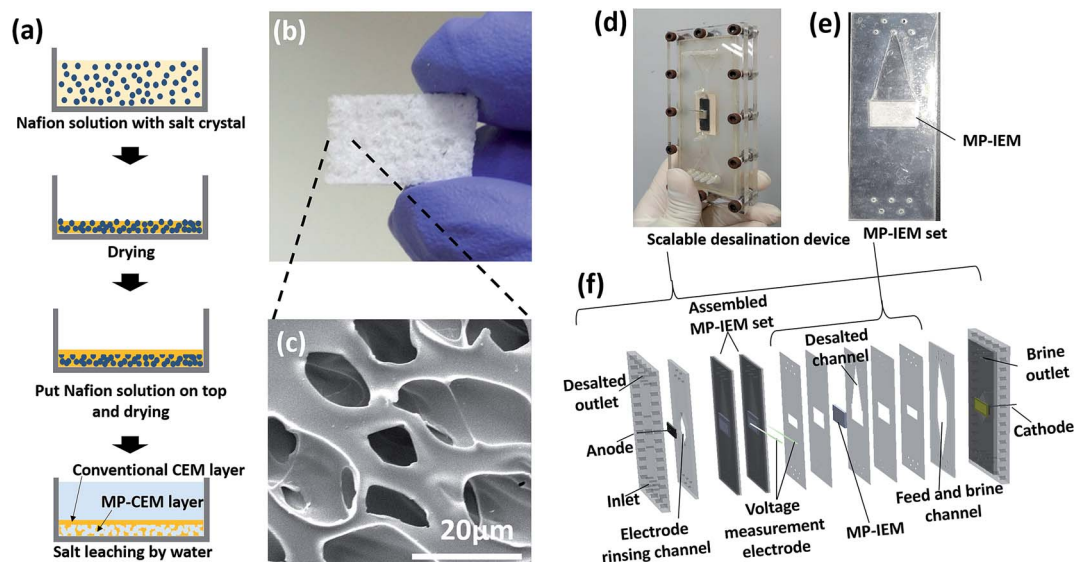 (a)
Nafion solution with salt crystal
Drying
Put Nafion solution on top
and drying
Conventional CEM layer
MP-CEM layer
Salt leaching by water
(b)
(c)
20μm
(d)
Scalable desalination device
(e)
MP-IEM
MP-IEM set
(f)
Assembled
MP-IEM set
Desalted
channel
Desalted
outlet
Anode
Inlet
Electrode
rinsing channel
Voltage
measurement
electrode
MP-IEM
Feed and brine
channel
Brine
outlet
Cathode